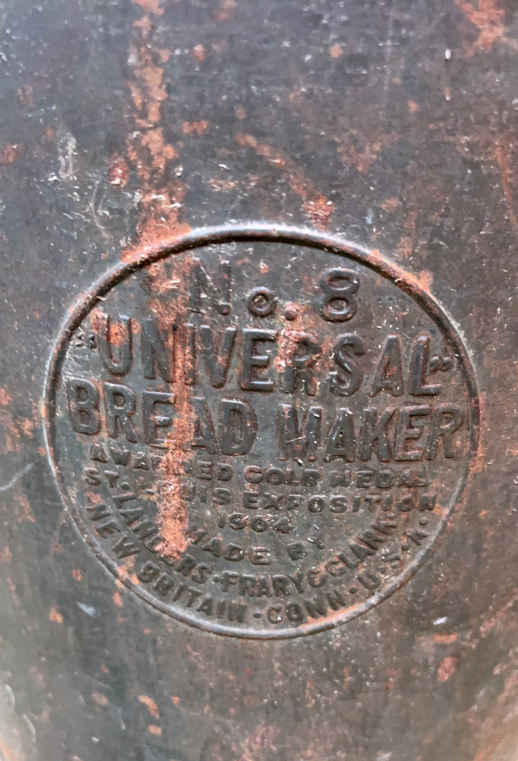 No. 8
"UNIVERSAL"
BREAD MAKER
AWARDED GOLD MEDAL
ST. LOUIS EXPOSITION
1904
MADE BY
LANDERS·FRARY&CLARK·
·NEW BRITAIN·CONN·U.S.A.